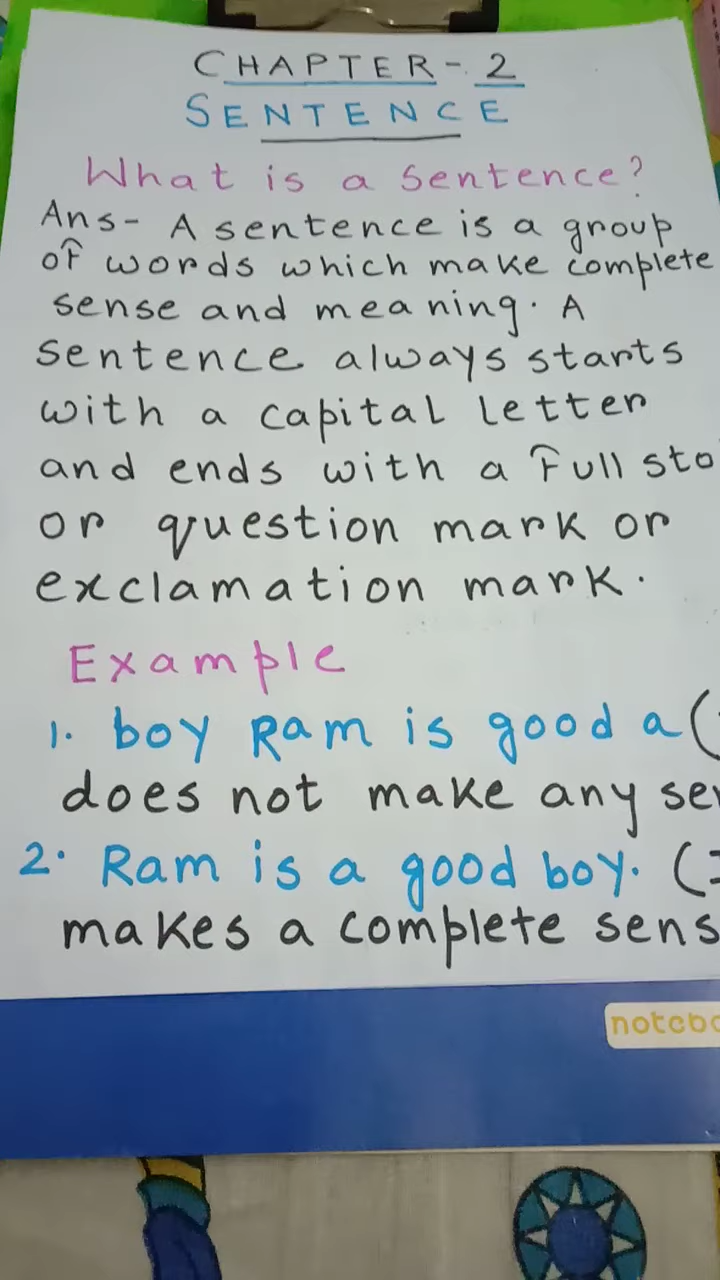 CHAPTER-2
SENTENCE
What is a sentence?
Ans- A sentence is a group
of words which make complete
sense and meaning. A
sentence always starts
with a capital letter
and ends with a full sto
or question mark or
exclamation mark.
Example
1. boy Ram is good a (
does not make any
2. Ram is a good boy. (
makes a complete sens